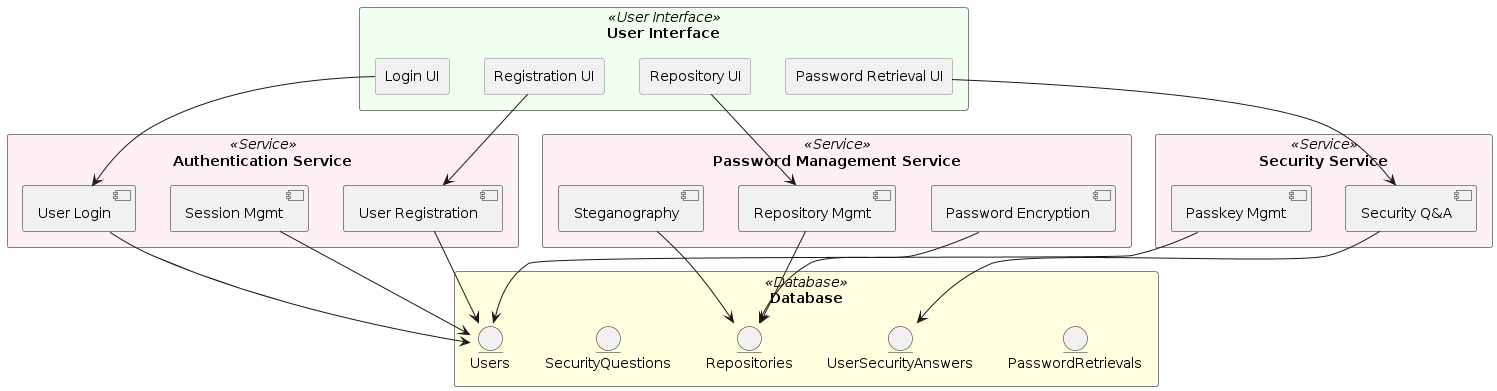 «User Interface»
User Interface
Login UI
Registration UI
Repository UI
Password Retrieval UI
«Service»
Authentication Service
User Login
Session Mgmt
User Registration
«Service»
Password Management Service
Steganography
Repository Mgmt
Password Encryption
«Service»
Security Service
Passkey Mgmt
Security Q&A
«Database»
Database
Users
SecurityQuestions
Repositories
UserSecurityAnswers
PasswordRetrievals